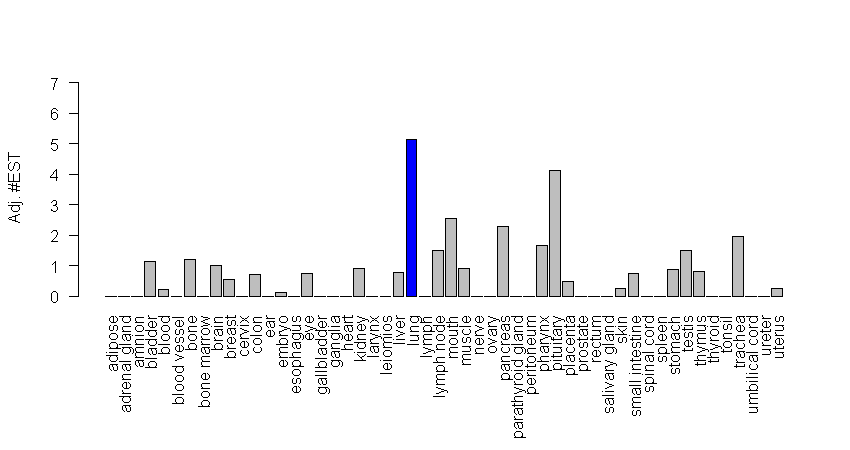 Adj. #EST
7
6
5
4
3
2
1
0
adipose
adrenal gland
amnion
bladder
blood
blood vessel
bone
bone marrow
brain
breast
cervix
colon
ear
embryo
esophagus
eye
gallbladder
ganglia
heart
kidney
larynx
leiomios
liver
lung
lymph
lymph node
mouth
muscle
nerve
ovary
pancreas
parathyroid gland
peritoneum
pharynx
pituitary
placenta
prostate
rectum
salivary gland
skin
small intestine
spinal cord
spleen
stomach
testis
thymus
thyroid
tonsil
trachea
umbilical cord
ureter
uterus